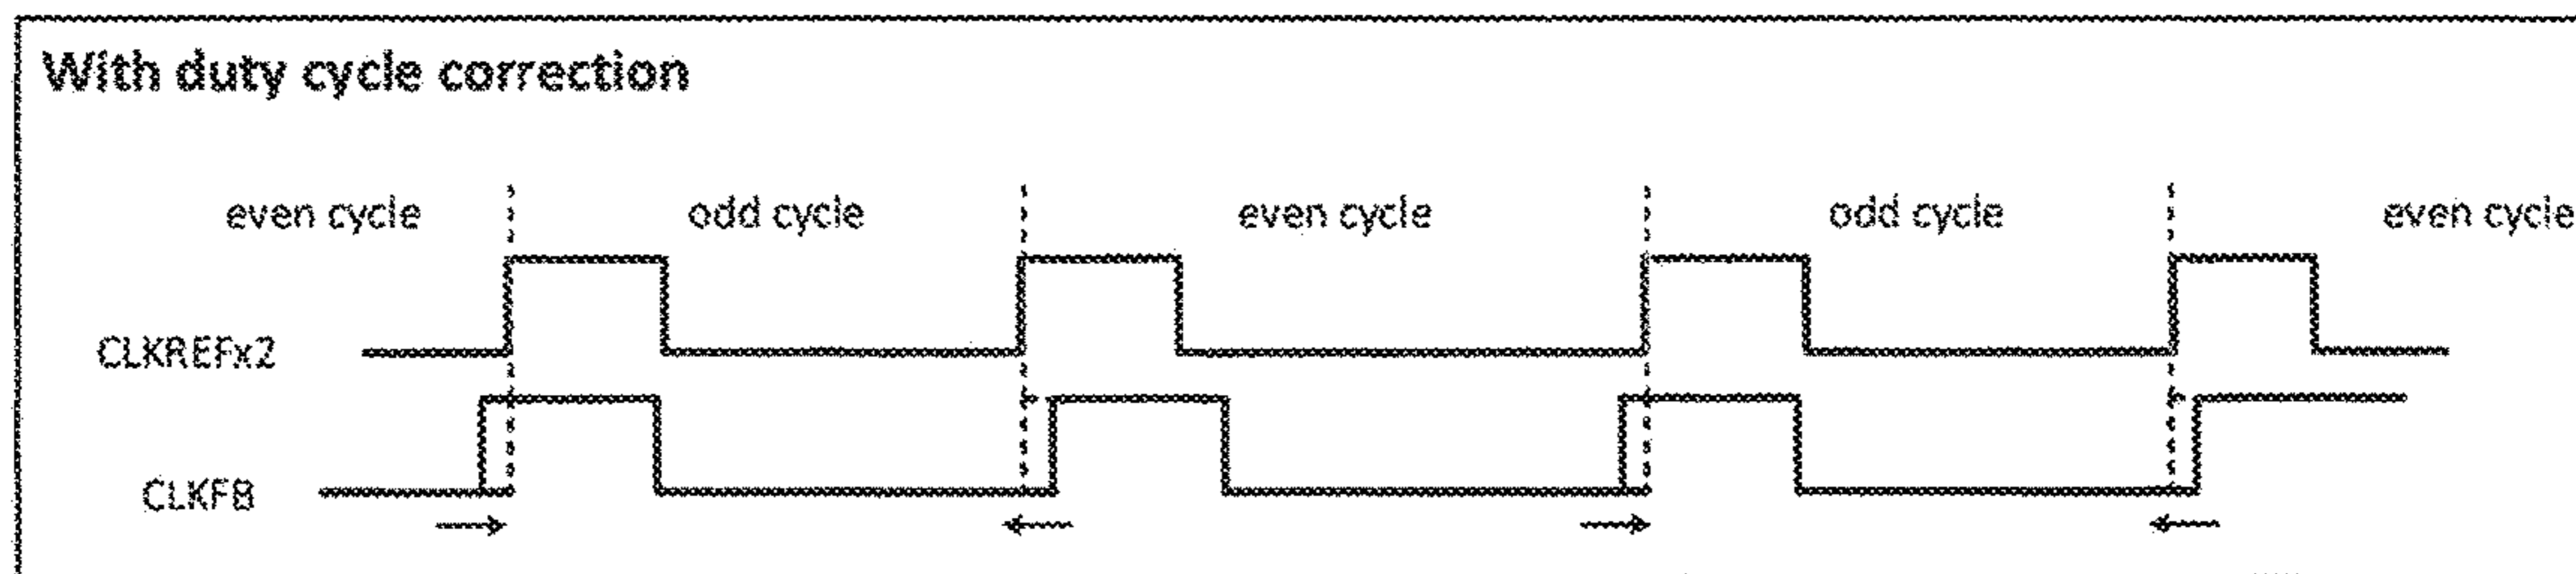 With duty cycle correction
even cycle odd cycle even cycle odd cycle even cycle
CLKREFx2
CLKFB